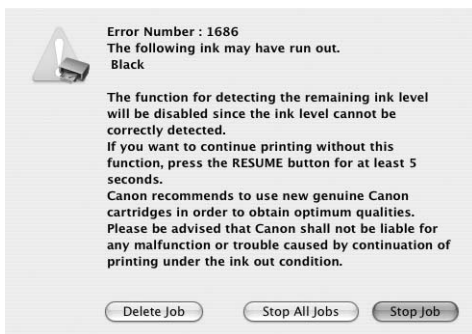 Error Number : 1686
The following ink may have run out.
Black
The function for detecting the remaining ink level
will be disabled since the ink level cannot be
correctly detected.
If you want to continue printing without this
function, press the RESUME button for at least 5
seconds.
Canon recommends to use new genuine Canon
cartridges in order to obtain optimum qualities.
Please be advised that Canon shall not be liable for
any malfunction or trouble caused by continuation of
printing under the ink out condition.
Delete Job Stop All Jobs Stop Job